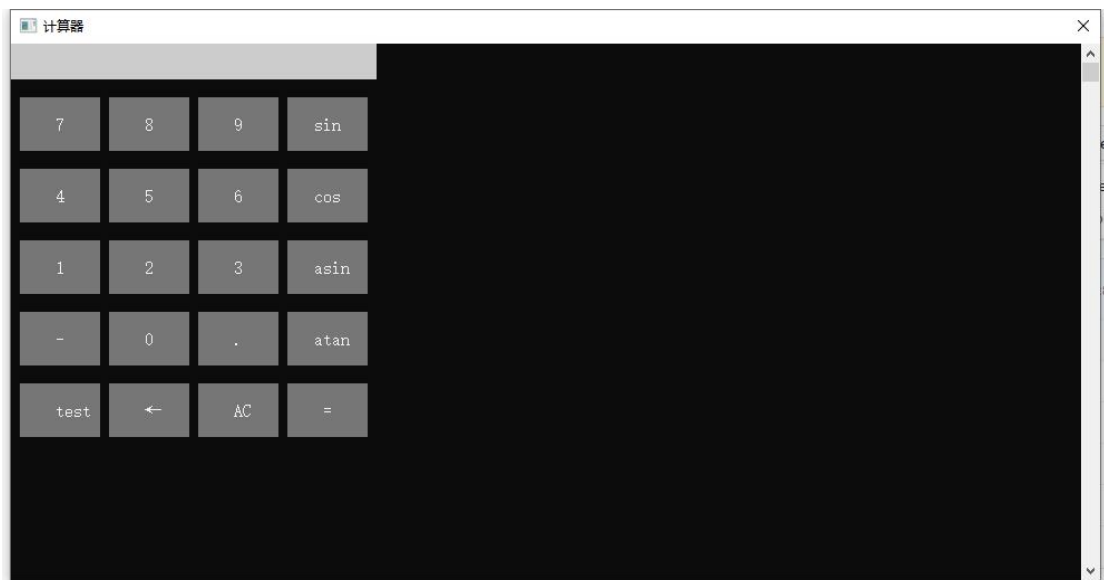 计算器
7 8 9 sin
4 5 6 cos
1 2 3 asin
- 0 . atan
test ← AC =